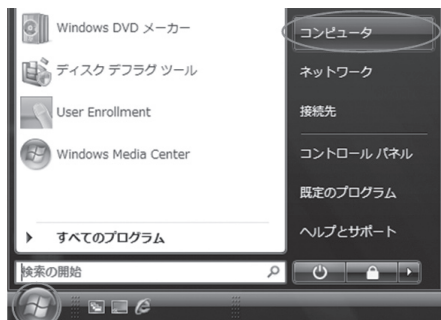 Windows DVD メーカー
ディスク デフラグ ツール
User Enrollment
Windows Media Center
すべてのプログラム
検索の開始
コンピュータ
ネットワーク
接続先
コントロール パネル
既定のプログラム
ヘルプとサポート